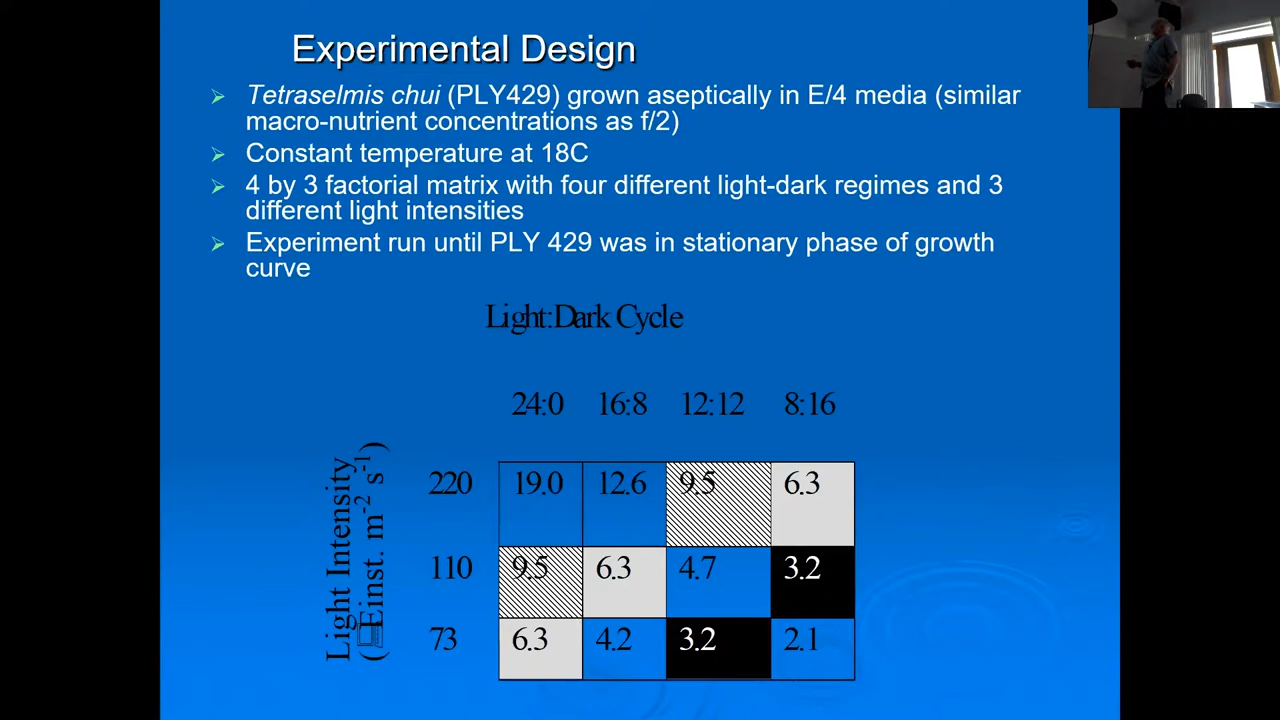 Experimental Design
Tetraselmis chui (PLY429) grown aseptically in E/4 media (similar
macro-nutrient concentrations as f/2)
Constant temperature at 18C
4 by 3 factorial matrix with four different light-dark regimes and 3
different light intensities
Experiment run until PLY 429 was in stationary phase of growth
curve
Light:Dark Cycle
24:0 16:8 12:12 8:16
Light Intensity
(Einst. m-2 s-1)
220 19.0 12.6 9.5 6.3
110 9.5 6.3 4.7 3.2
73 6.3 4.2 3.2 2.1